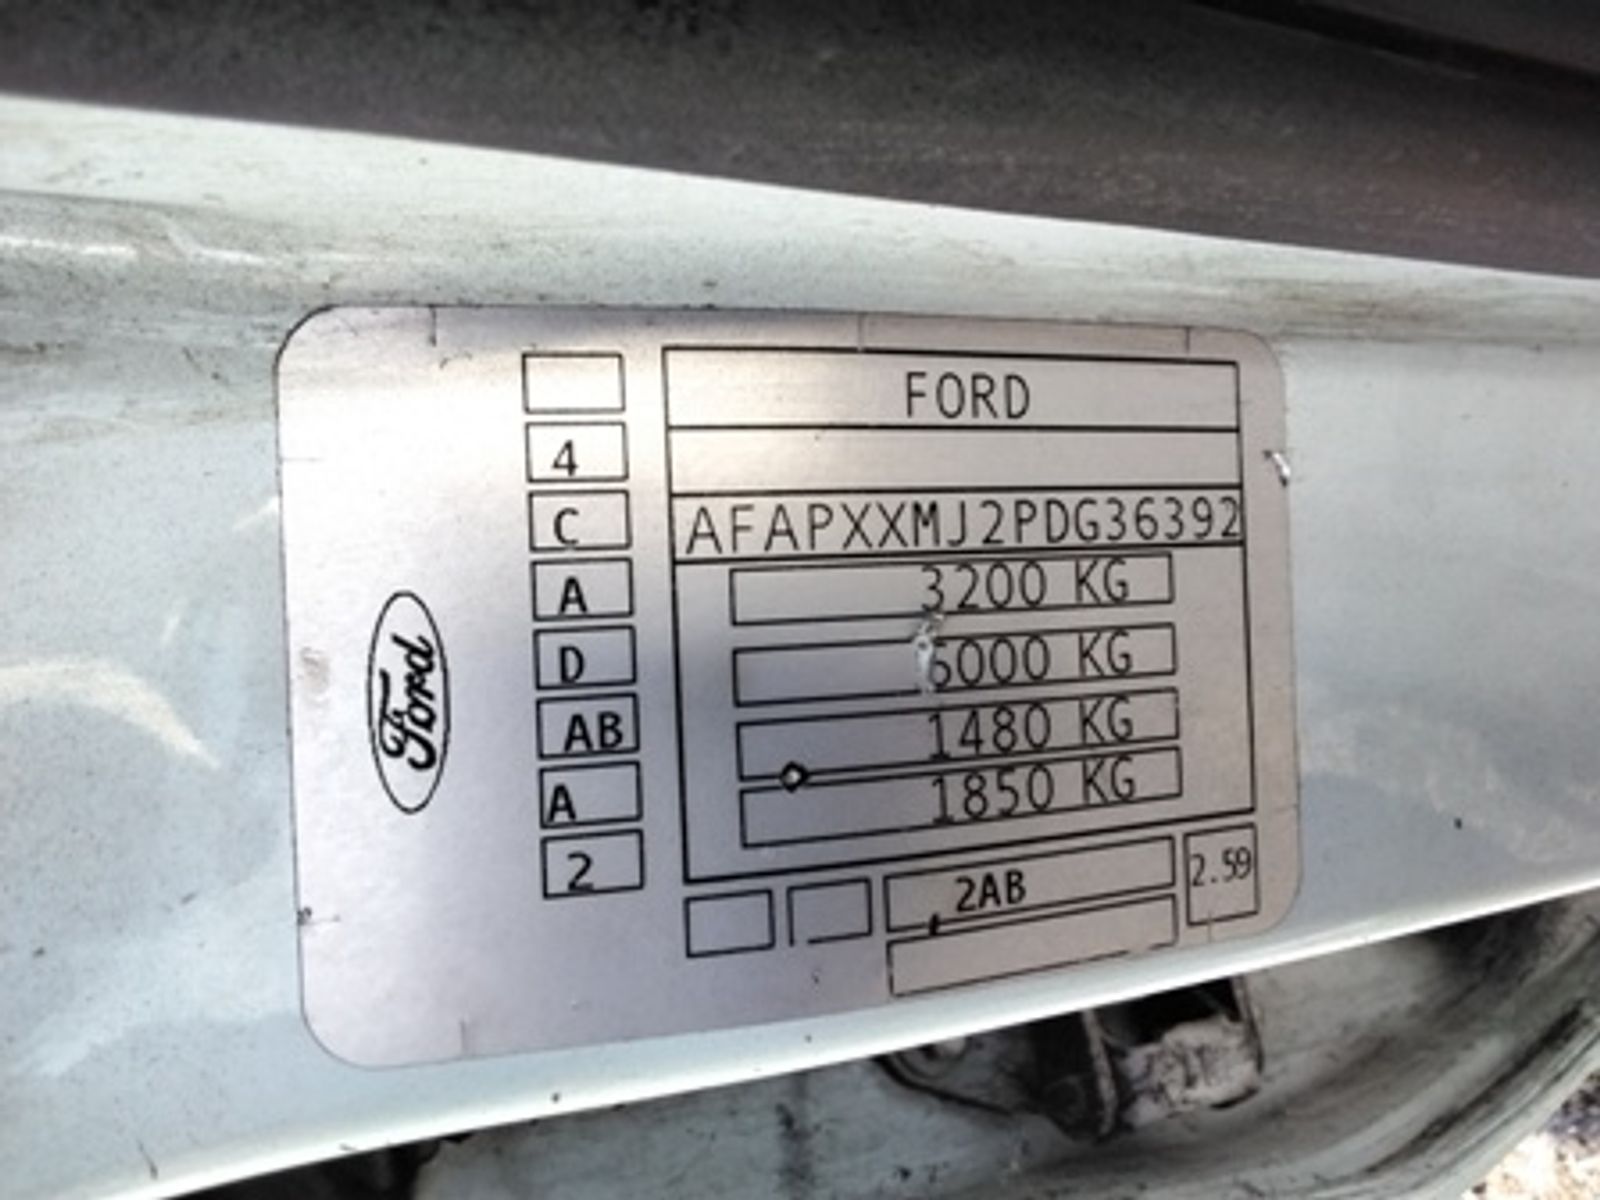 Ford
4
C
A
D
AB
A
2
FORD
AFAPXXMJ2PDG36392
3200 KG
6000 KG
1480 KG
1850 KG
2AB
2.59